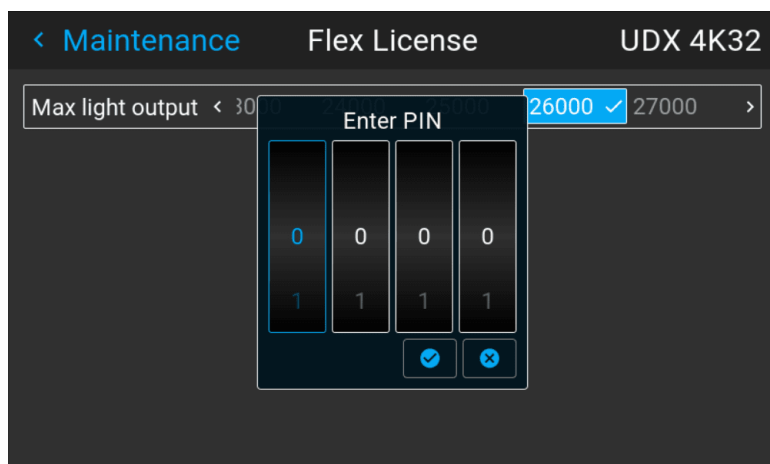 ‹ Maintenance Flex License UDX 4K32
Max light output ‹ 3000 24000 25000 26000 ✓ 27000 ›
Enter PIN
0 0 0 0
1 1 1 1